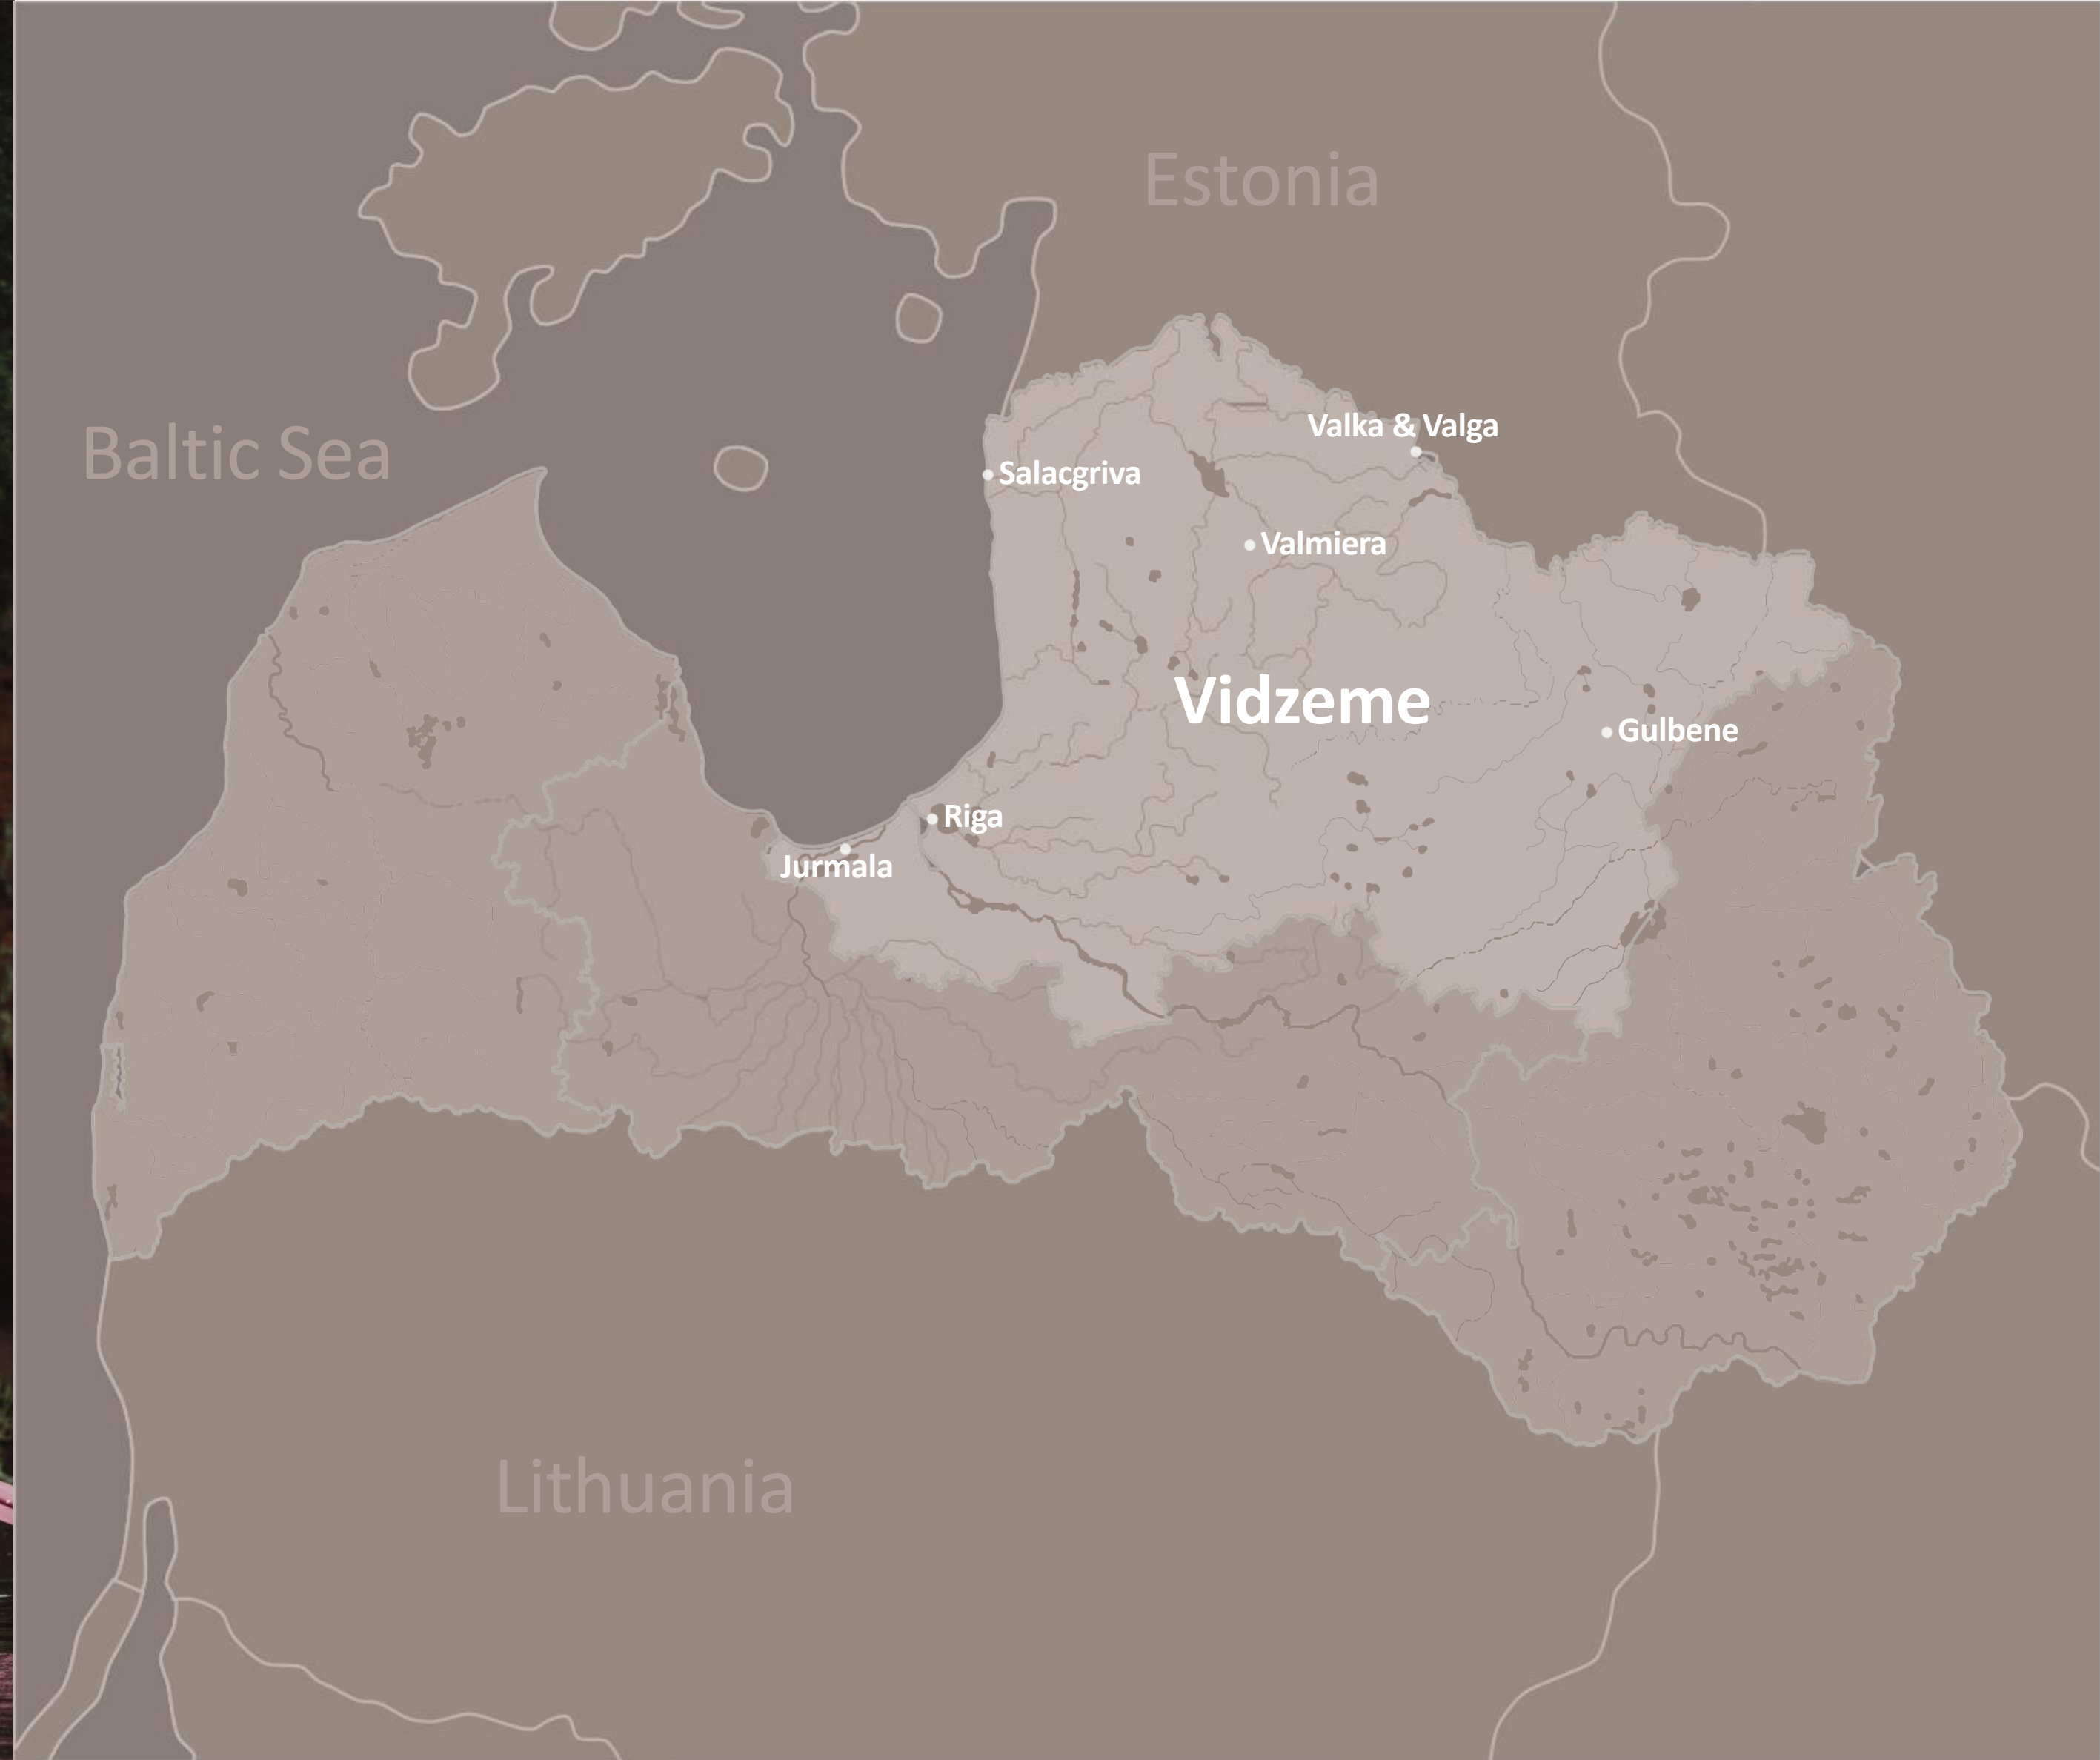 Estonia
Valka & Valga
Baltic Sea
Salacgriva
Valmiera
Vidzeme
Gulbene
Riga
Jurmala
Lithuania